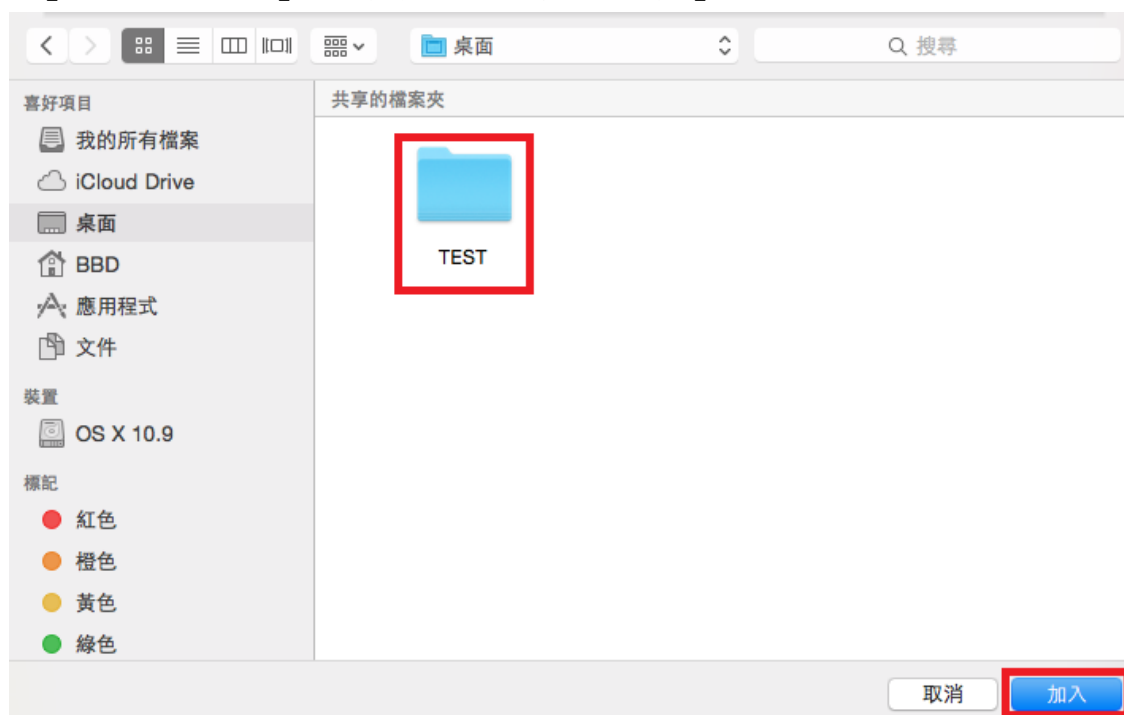 桌面
搜尋
喜好項目
共享的檔案夾
我的所有檔案
iCloud Drive
桌面
BBD
應用程式
文件
TEST
裝置
OS X 10.9
標記
紅色
橙色
黃色
綠色
取消
加入